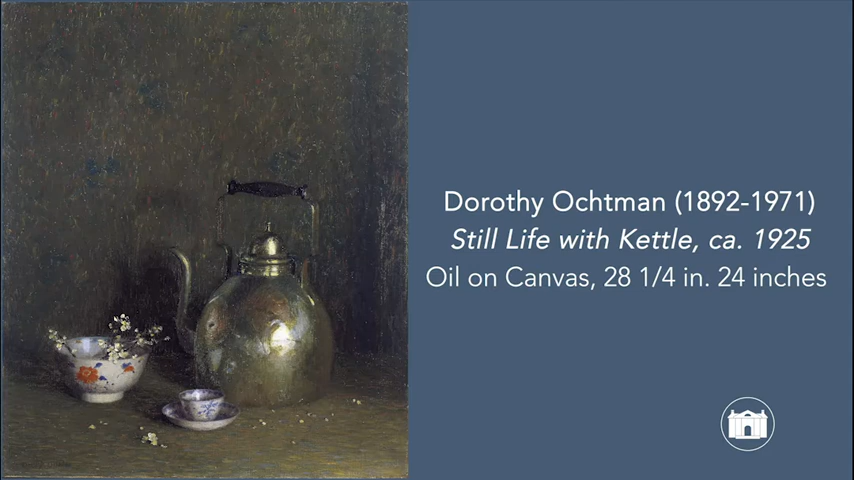 Dorothy Ochtman (1892-1971)
Still Life with Kettle, ca. 1925
Oil on Canvas, 28 1/4 in. 24 inches